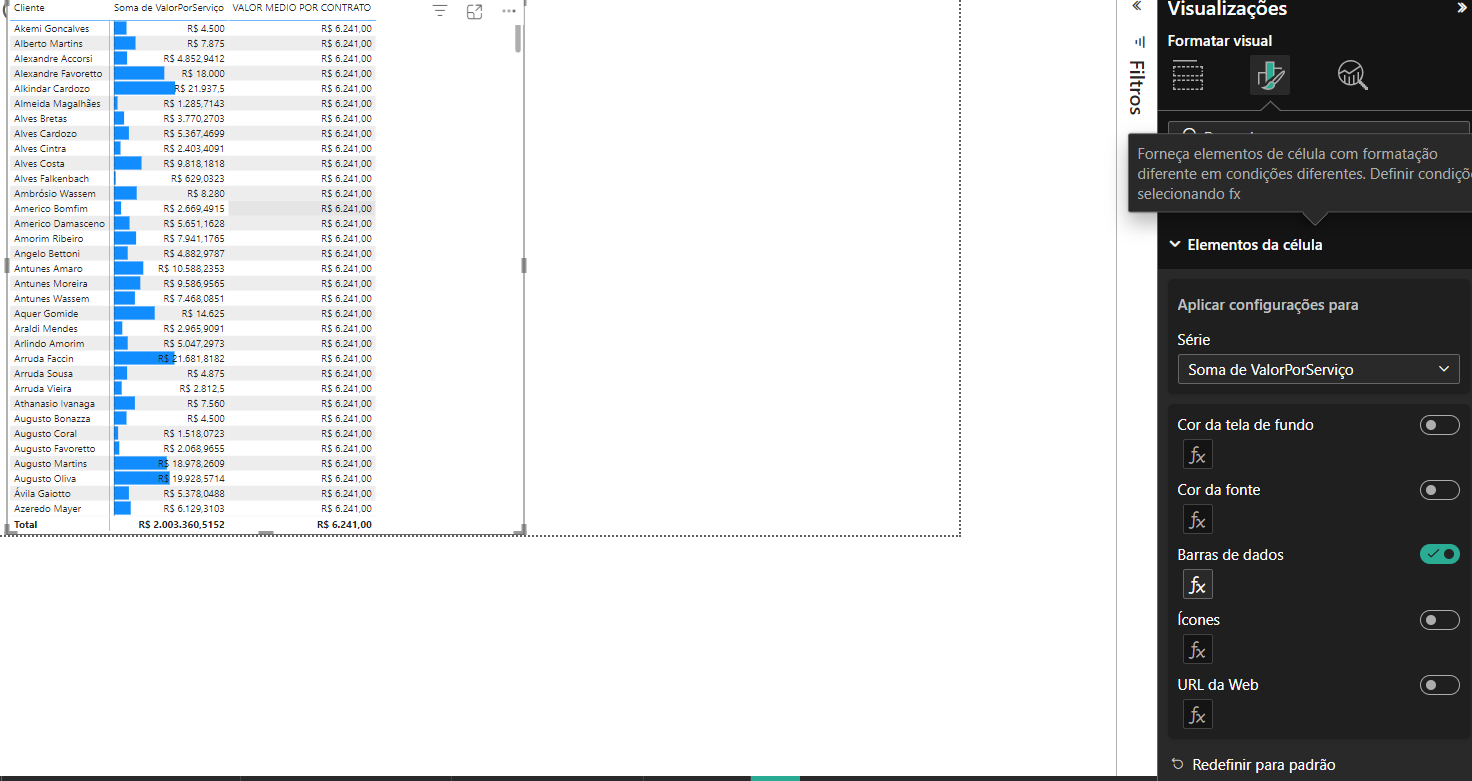 Cliente Soma de ValorPorServiço VALOR MEDIO POR CONTRATO
Akemi Goncalves R$ 4.500 R$ 6.241,00
Alberto Martins R$ 7.875 R$ 6.241,00
Alexandre Accorsi R$ 4.852,9412 R$ 6.241,00
Alexandre Favoretto R$ 18.000 R$ 6.241,00
Alkindar Cardozo R$ 21.937,5 R$ 6.241,00
Almeida Magalhães R$ 1.285,7143 R$ 6.241,00
Alves Bretas R$ 3.770,2703 R$ 6.241,00
Alves Cardozo R$ 5.367,4699 R$ 6.241,00
Alves Cintra R$ 2.403,4091 R$ 6.241,00
Alves Costa R$ 9.818,1818 R$ 6.241,00
Alves Falkenbach R$ 629,0323 R$ 6.241,00
Ambrósio Wassem R$ 8.280 R$ 6.241,00
Americo Bomfim R$ 2.669,4915 R$ 6.241,00
Americo Damasceno R$ 5.651,1628 R$ 6.241,00
Amorim Ribeiro R$ 7.941,1765 R$ 6.241,00
Angelo Bettoni R$ 4.882,9787 R$ 6.241,00
Antunes Amaro R$ 10.588,2353 R$ 6.241,00
Antunes Moreira R$ 9.586,9565 R$ 6.241,00
Antunes Wassem R$ 7.468,0851 R$ 6.241,00
Aquer Gomide R$ 14.625 R$ 6.241,00
Araldi Mendes R$ 2.965,9091 R$ 6.241,00
Arlindo Amorim R$ 5.047,2973 R$ 6.241,00
Arruda Faccin R$ 21.681,8182 R$ 6.241,00
Arruda Sousa R$ 4.875 R$ 6.241,00
Arruda Vieira R$ 2.812,5 R$ 6.241,00
Athanasio Ivanaga R$ 7.560 R$ 6.241,00
Augusto Bonazza R$ 4.500 R$ 6.241,00
Augusto Coral R$ 1.518,0723 R$ 6.241,00
Augusto Favoretto R$ 2.068,9655 R$ 6.241,00
Augusto Martins R$ 18.978,2609 R$ 6.241,00
Augusto Oliva R$ 19.928,5714 R$ 6.241,00
Ávila Gaiotto R$ 5.378,0488 R$ 6.241,00
Azeredo Mayer R$ 6.129,3103 R$ 6.241,00
Total R$ 2.003.360,5152 R$ 6.241,00
Filtros
Visualizações
Formatar visual
Forneça elementos de célula com formatação
diferente em condições diferentes. Definir
selecionando fx
Elementos da célula
Aplicar configurações para
Série
Soma de ValorPorServiço
Cor da tela de fundo
fx
Cor da fonte
fx
Barras de dados
fx
Ícones
fx
URL da Web
fx
Redefinir para padrão